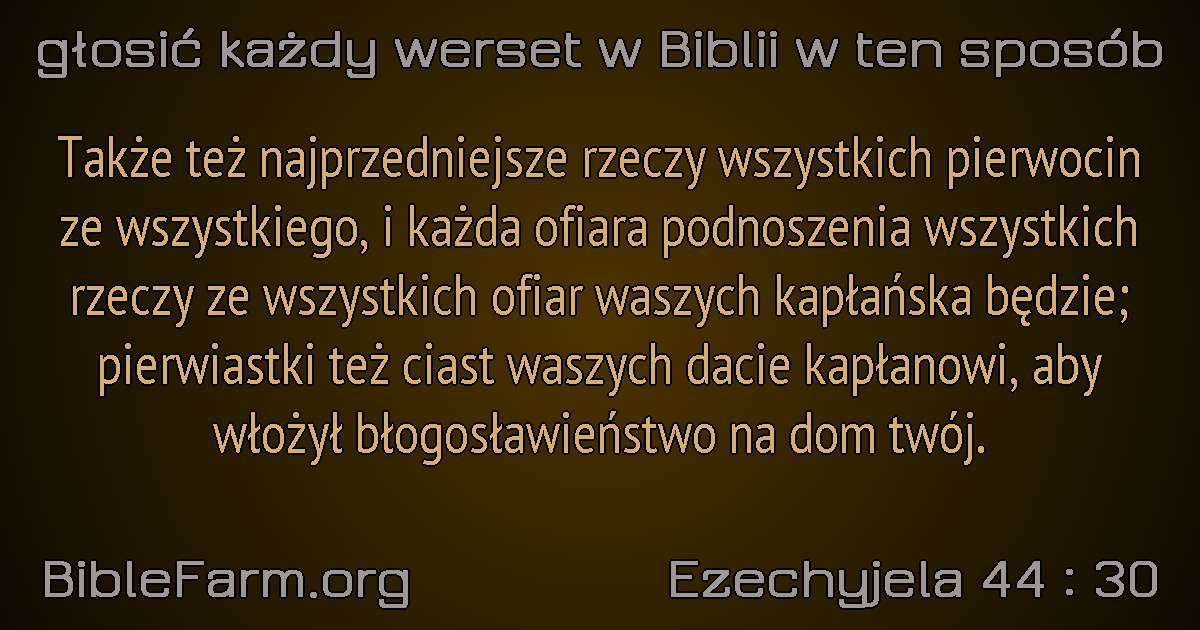 głosić każdy werset w Biblii w ten sposób
Także też najprzedniejsze rzeczy wszystkich pierwocin
ze wszystkiego, i każda ofiara podnoszenia wszystkich
rzeczy ze wszystkich ofiar waszych kapłańska będzie;
pierwiastki też ciast waszych dacie kapłanowi, aby
włożył błogosławieństwo na dom twój.
BibleFarm.org
Ezechyjela 44 : 30